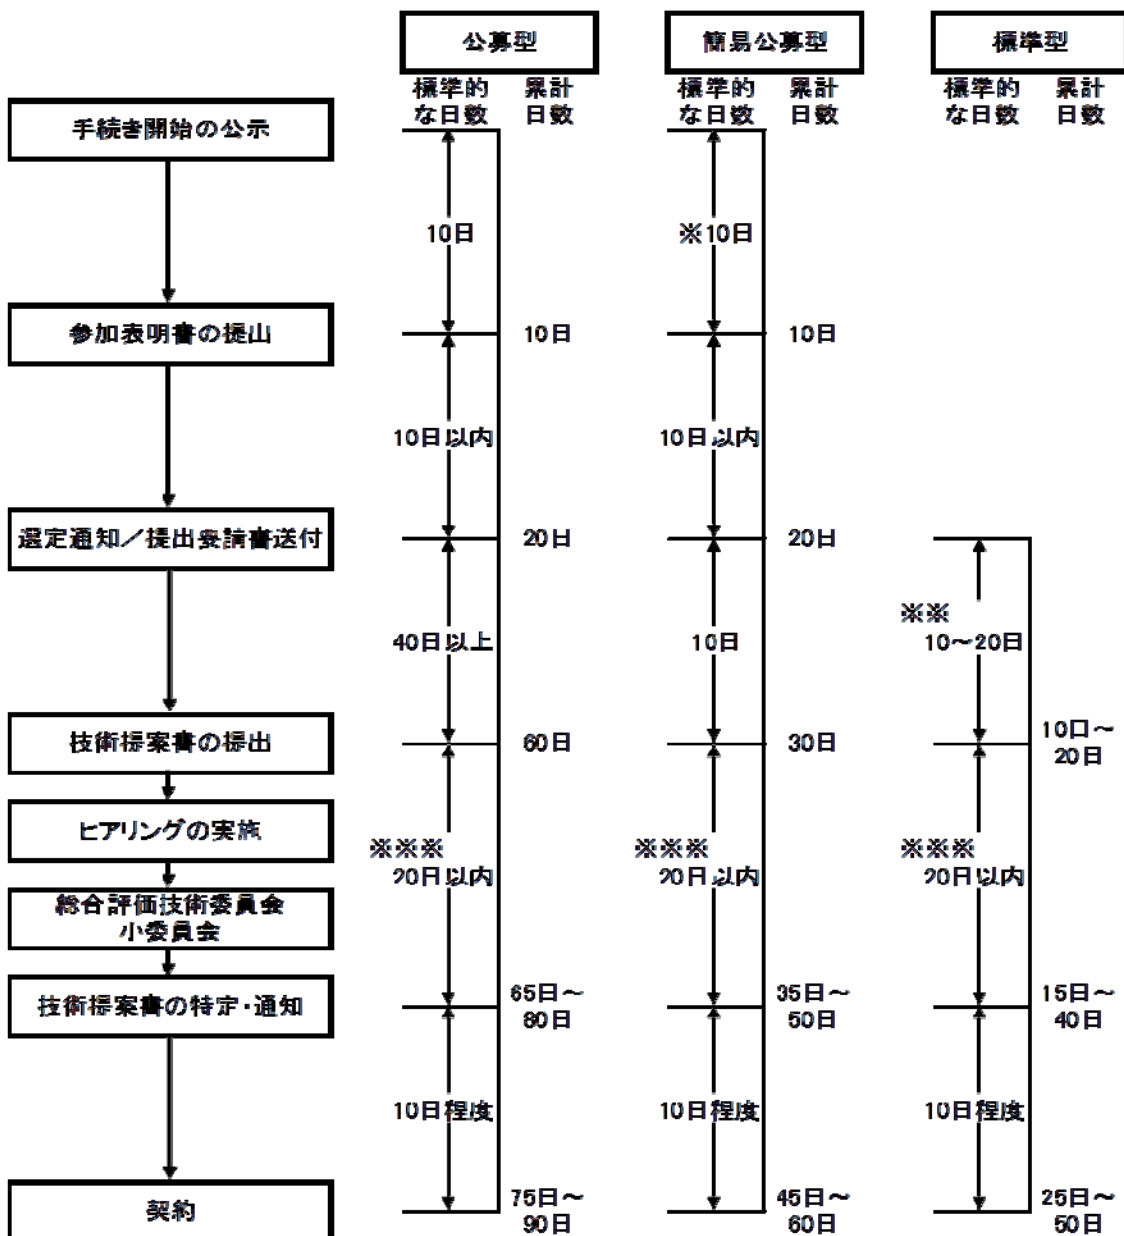 公募型
簡易公募型
標準型
標準的
な日数
累計
日数
標準的
な日数
累計
日数
標準的
な日数
累計
日数
手続き開始の公示
10日
※10日
参加表明書の提出
10日
10日
10日以内
10日以内
選定通知／提出要請書送付
20日
20日
40日以上
10日
※※
10～20日
技術提案書の提出
60日
30日
10日～
20日
ヒアリングの実施
※※※
20日以内
※※※
20日以内
※※※
20日以内
総合評価技術委員会
小委員会
技術提案書の特定・通知
65日～
80日
35日～
50日
15日～
40日
10日程度
10日程度
10日程度
契約
75日～
90日
45日～
60日
25日～
50日